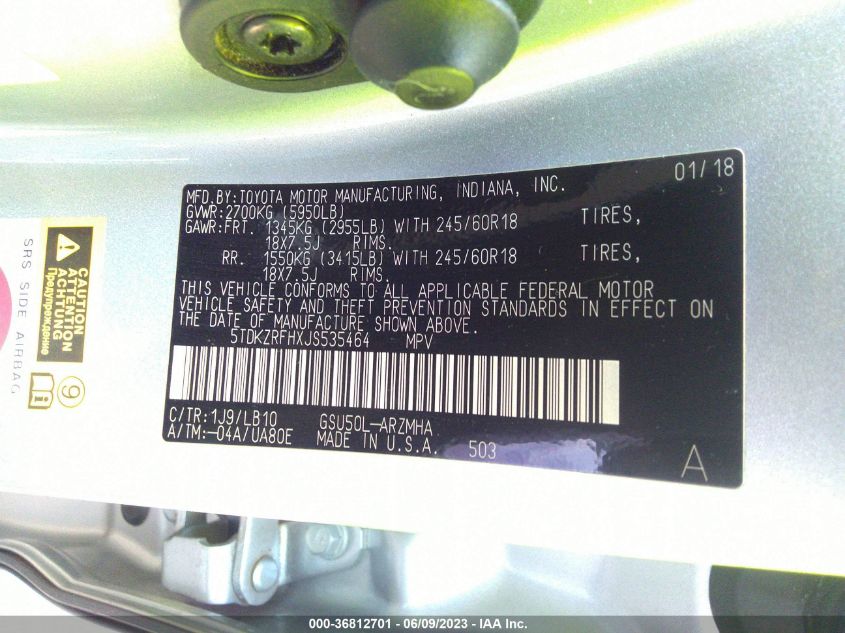 01/18
MFD.BY:TOYOTA MOTOR MANUFACTURING, INDIANA, INC.
GVWR:2700KG (5950LB)
GAWR:FRT. 1345KG (2955LB) WITH 245/60R18 TIRES,
18X7.5J RIMS.
RR. 1550KG (3415LB) WITH 245/60R18 TIRES,
18X7.5J RIMS.
THIS VEHICLE CONFORMS TO ALL APPLICABLE FEDERAL MOTOR
VEHICLE SAFETY AND THEFT PREVENTION STANDARDS IN EFFECT ON
THE DATE OF MANUFACTURE SHOWN ABOVE.
5TDKZRFHXJS535464 MPV
C/TR:1J9/LB10 GSU50L-ARZMHA
A/TM:-04A/UA80E MADE IN U.S.A. 503
A
CAUTION
ATTENTION
ACHTUNG
Предупреждение
SRS SIDE AIRBAG
9
000-36812701 - 06/09/2023 - IAA Inc.